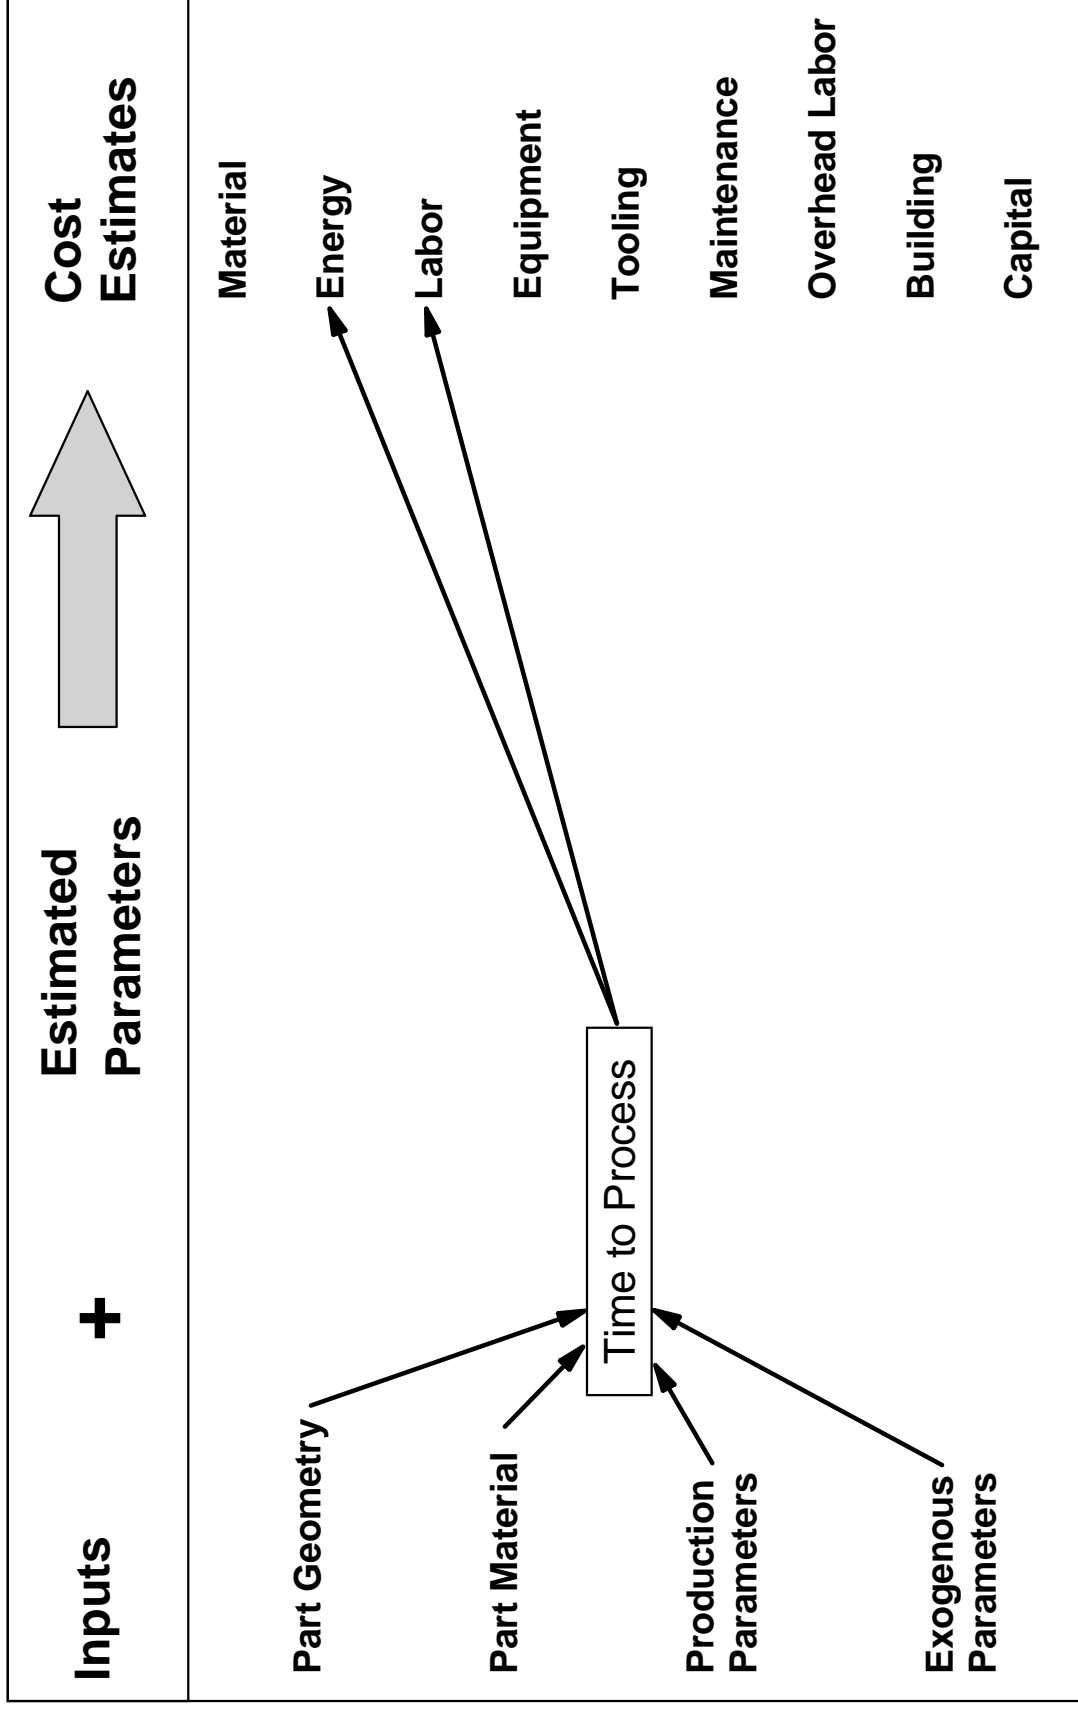 Inputs
+
Estimated
Parameters
Cost
Estimates
Part Geometry
Part Material
Production
Parameters
Exogenous
Parameters
Time to Process
Material
Energy
Labor
Equipment
Tooling
Maintenance
Overhead Labor
Building
Capital